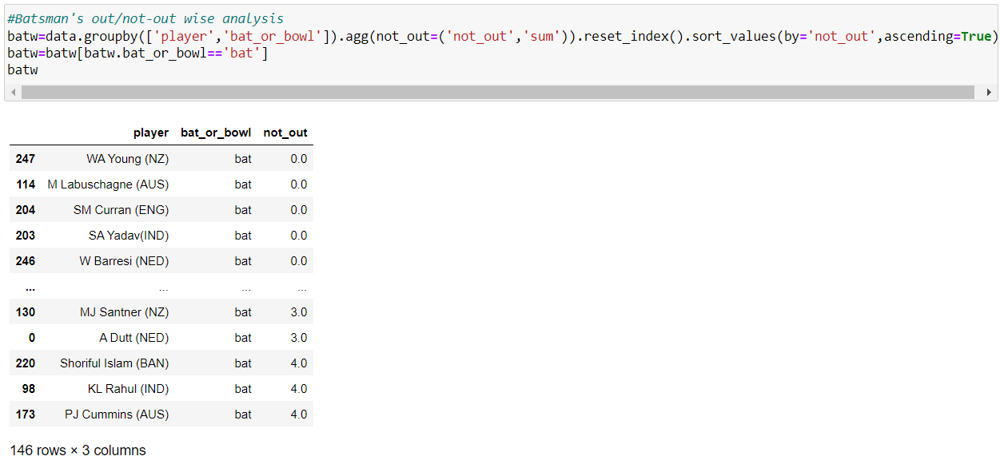 #Batsman's out/not-out wise analysis
batw=data.groupby(['player','bat_or_bowl']).agg(not_out=('not_out','sum')).reset_index().sort_values(by='not_out',ascending=True)
batw=batw[batw.bat_or_bowl=='bat']
batw
player bat_or_bowl not_out
247 WA Young (NZ) bat 0.0
114 M Labuschagne (AUS) bat 0.0
204 SM Curran (ENG) bat 0.0
203 SA Yadav(IND) bat 0.0
246 W Barresi (NED) bat 0.0
... ... ... ...
130 MJ Santner (NZ) bat 3.0
0 A Dutt (NED) bat 3.0
220 Shoriful Islam (BAN) bat 4.0
98 KL Rahul (IND) bat 4.0
173 PJ Cummins (AUS) bat 4.0
146 rows × 3 columns